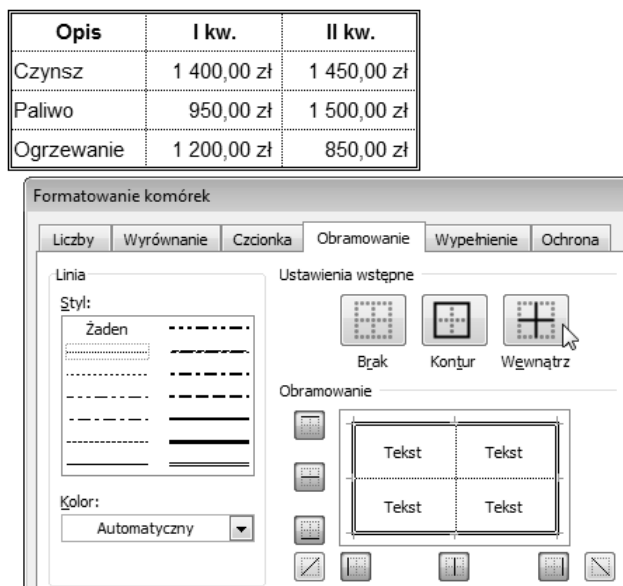 Opis I kw. II kw.
Czynsz 1 400,00 zł 1 450,00 zł
Paliwo 950,00 zł 1 500,00 zł
Ogrzewanie 1 200,00 zł 850,00 zł
Formatowanie komórek
Liczby Wyrównanie Czcionka Obramowanie Wypełnienie Ochrona
Linia
Styl:
Żaden
Kolor:
Automatyczny
Ustawienia wstępne
Brak Kontur Wewnątrz
Obramowanie
Tekst Tekst
Tekst Tekst